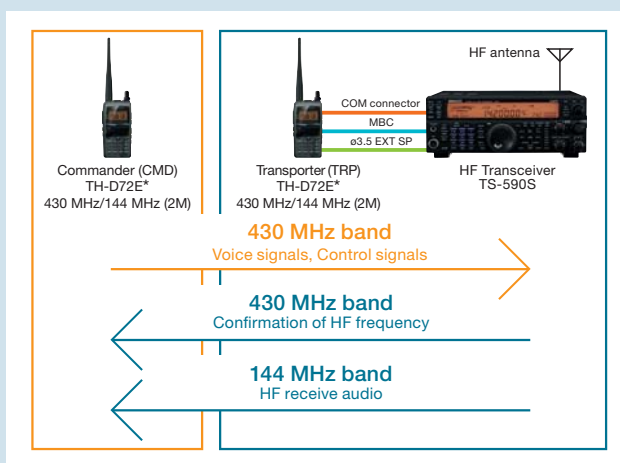 HF antenna
COM connector
MBC
ø3.5 EXT SP
Commander (CMD)
TH-D72E*
430 MHz/144 MHz (2M)
Transporter (TRP)
TH-D72E*
430 MHz/144 MHz (2M)
HF Transceiver
TS-590S
430 MHz band
Voice signals, Control signals
430 MHz band
Confirmation of HF frequency
144 MHz band
HF receive audio